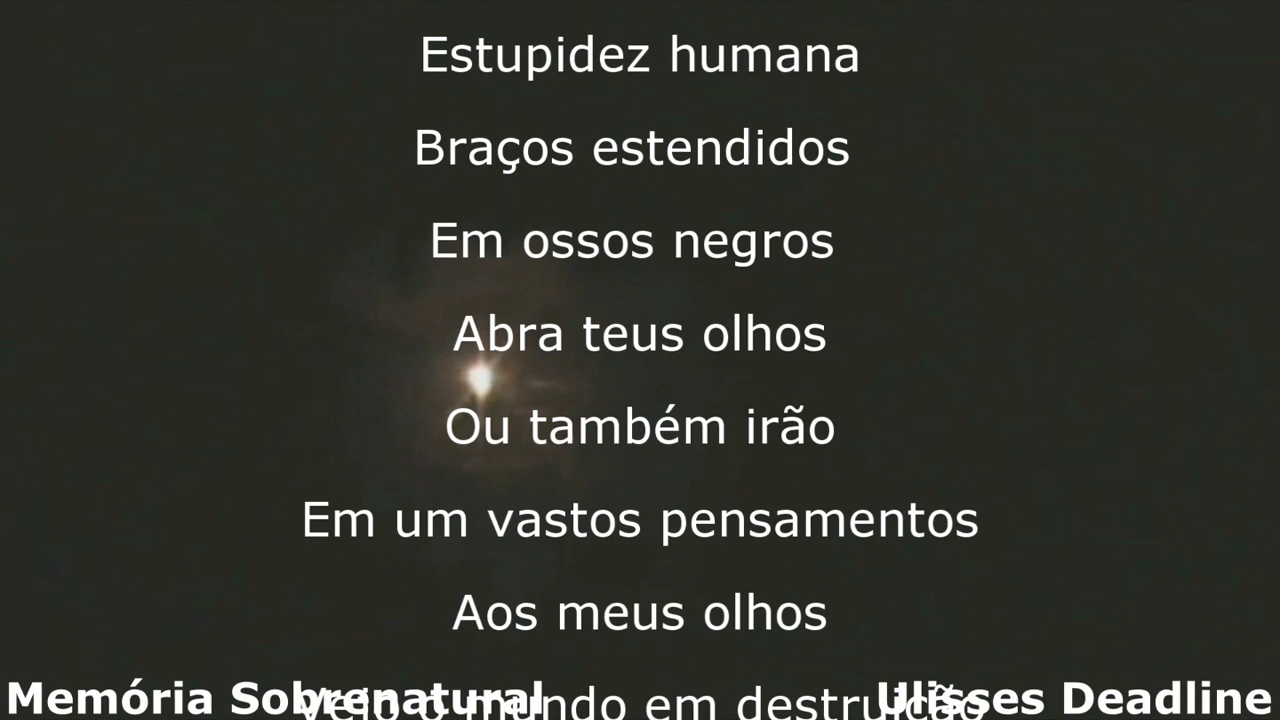 Estupidez humana
Braços estendidos
Em ossos negros
Abra teus olhos
Ou também irão
Em um vastos pensamentos
Aos meus olhos
Vejo o mundo em destruição
Memória Sobrenatural
Ulisses Deadline